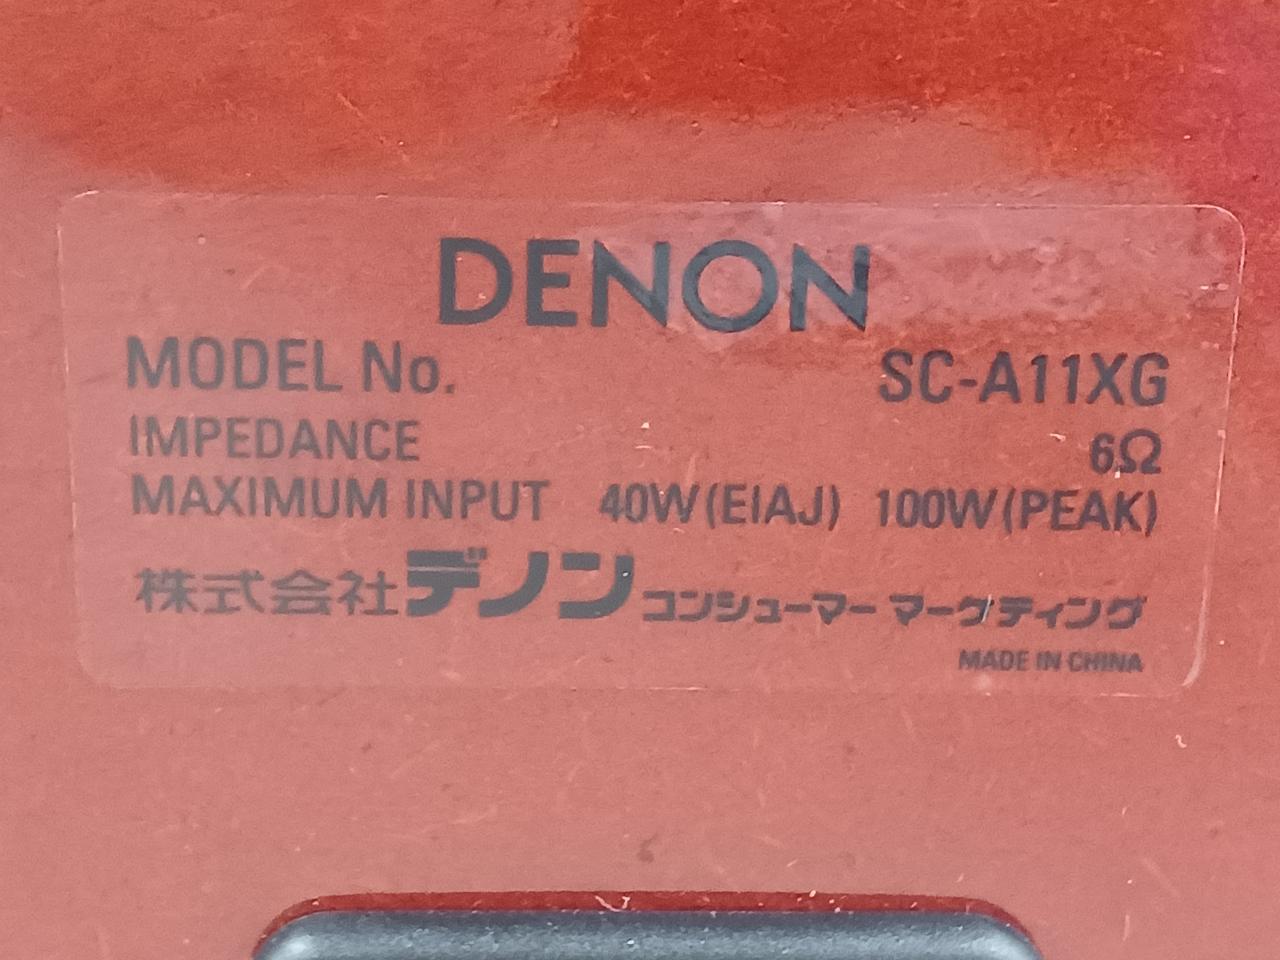 DENON
MODEL No. SC-A11XG
IMPEDANCE 6Ω
MAXIMUM INPUT 40W(EIAJ) 100W(PEAK)
株式会社デノン コンシューマー マーケティング
MADE IN CHINA